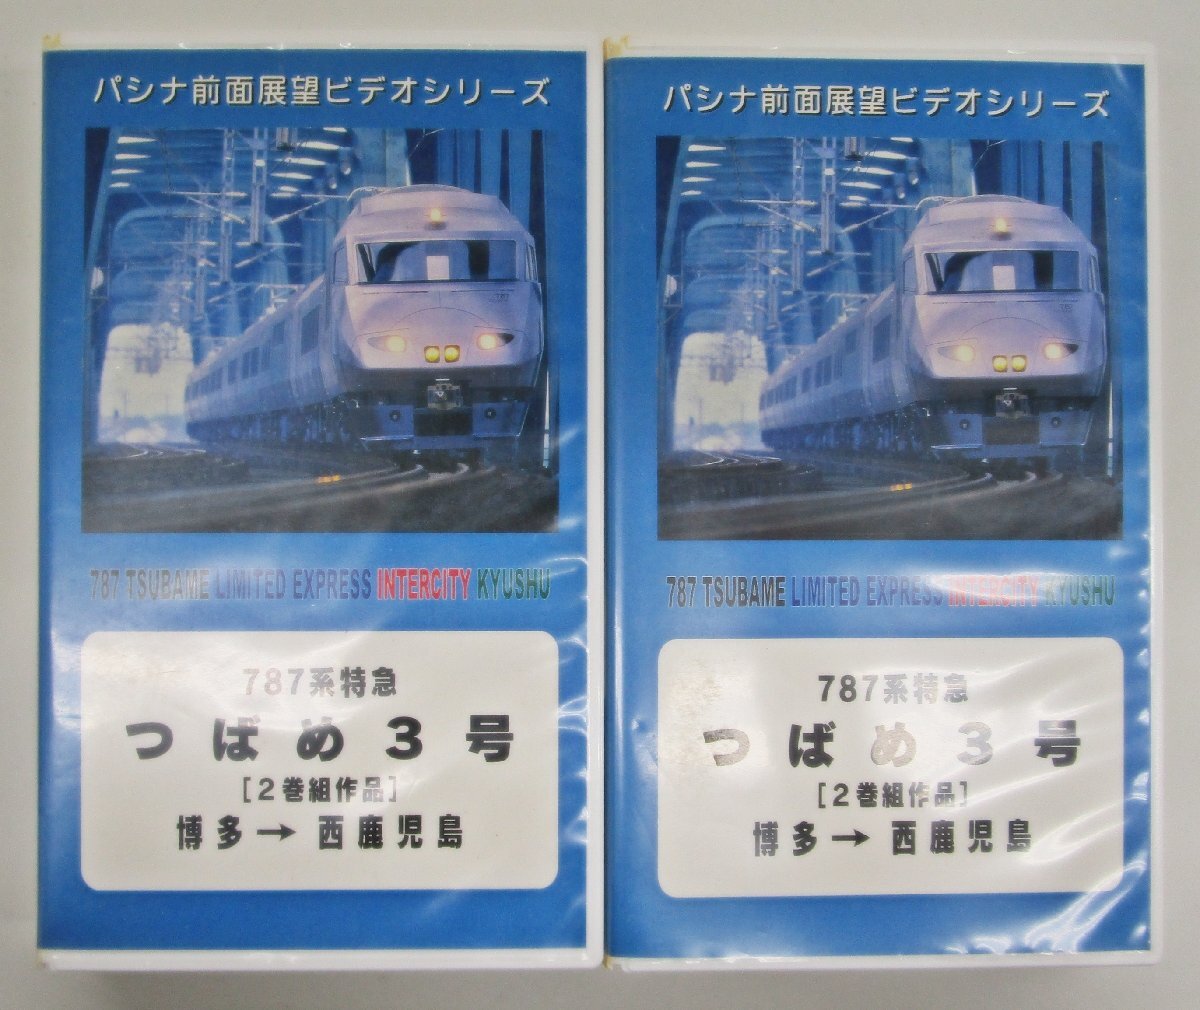 パシナ前面展望ビデオシリーズ
787 TSUBAME LIMITED EXPRESS INTERCITY KYUSHU
787系特急
つばめ3号
[2巻組作品]
博多→西鹿児島
パシナ前面展望ビデオシリーズ
787 TSUBAME LIMITED EXPRESS INTERCITY KYUSHU
787系特急
つばめ3号
[2巻組作品]
博多→西鹿児島